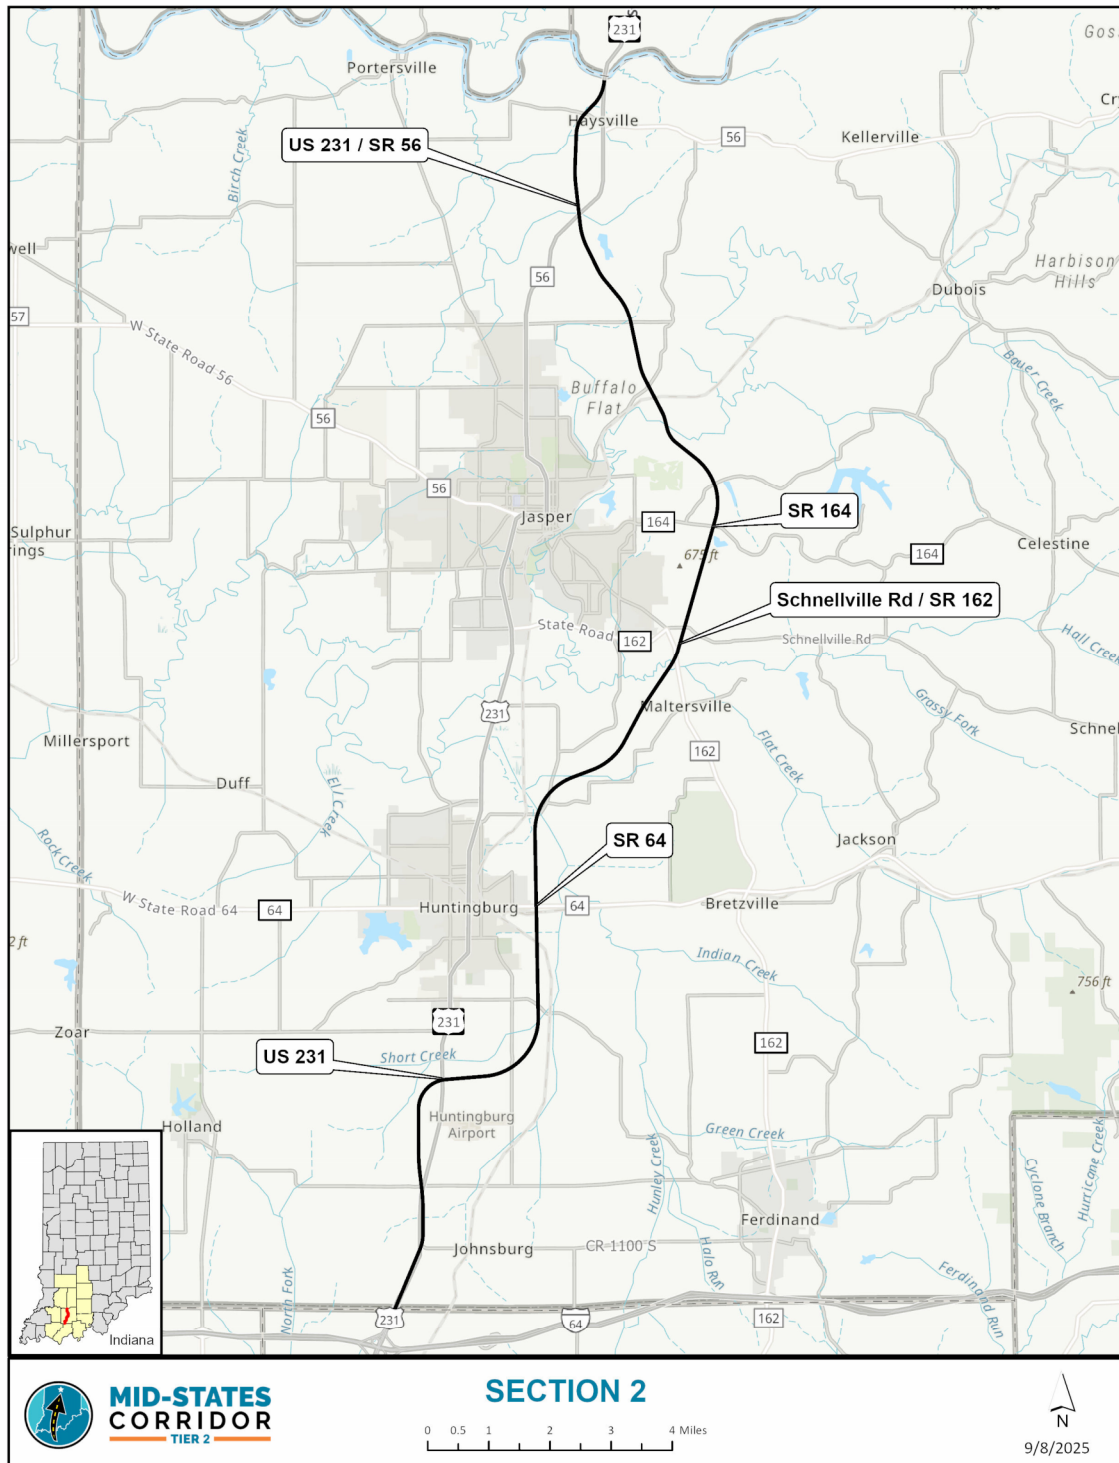 231
Portersville
Haysville
56
Kellerville
US 231 / SR 56
Birch Creek
Harbison
Hills
56
Dubois
57
W State Road 56
Bauer Creek
Buffalo
Flat
56
56
Jasper
SR 164
164
Sulphur
Celestine
164
675 ft
Schnellville Rd / SR 162
State Road
162
Schnellville Rd
Hall Creek
Grassy Fork
Maltersville
231
Millersport
162
Flat Creek
Duff
Ell Creek
Rock Creek
SR 64
Jackson
W State Road 64
64
Huntingburg
64
Bretzville
Indian Creek
756 ft
231
Zoar
162
US 231
Short Creek
Huntingburg
Airport
Holland
Green Creek
Hunley Creek
Cyclone Branch
Hurricane Creek
Ferdinand
Johnsburg
CR 1100 S
Halo Run
Ferdinand Run
North Fork
231
64
162
Indiana
MID-STATES
CORRIDOR
TIER 2
SECTION 2
0 0.5 1 2 3 4 Miles
N
9/8/2025